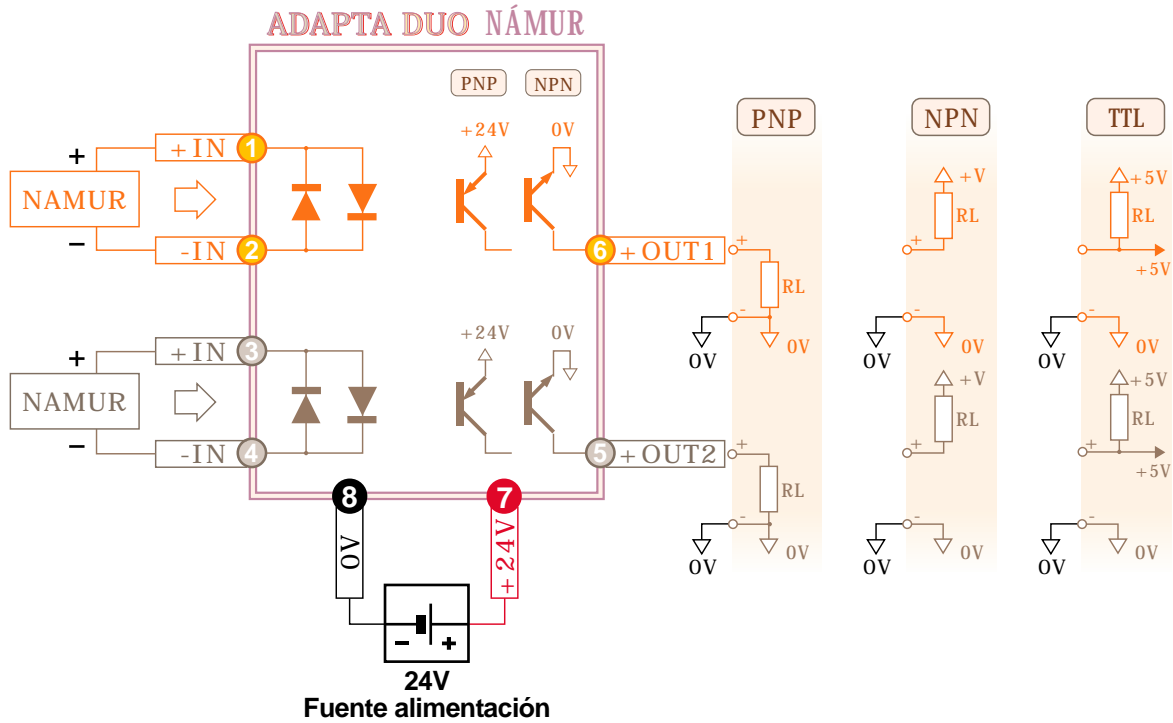 ADAPTA DUO NÁMUR
PNP NPN
+24V 0V
+
NAMUR
−
+IN 1
-IN 2
6 +OUT1
+24V 0V
+
NAMUR
−
+IN 3
-IN 4
5 +OUT2
8 7
0V +24V
− +
24V
Fuente alimentación
PNP
+
RL
-
0V 0V
+
RL
-
0V 0V
NPN
+V
RL
+
-
0V 0V
+V
RL
+
-
0V 0V
TTL
+5V
RL
+5V
-
0V 0V
+5V
RL
+
+5V
-
0V 0V